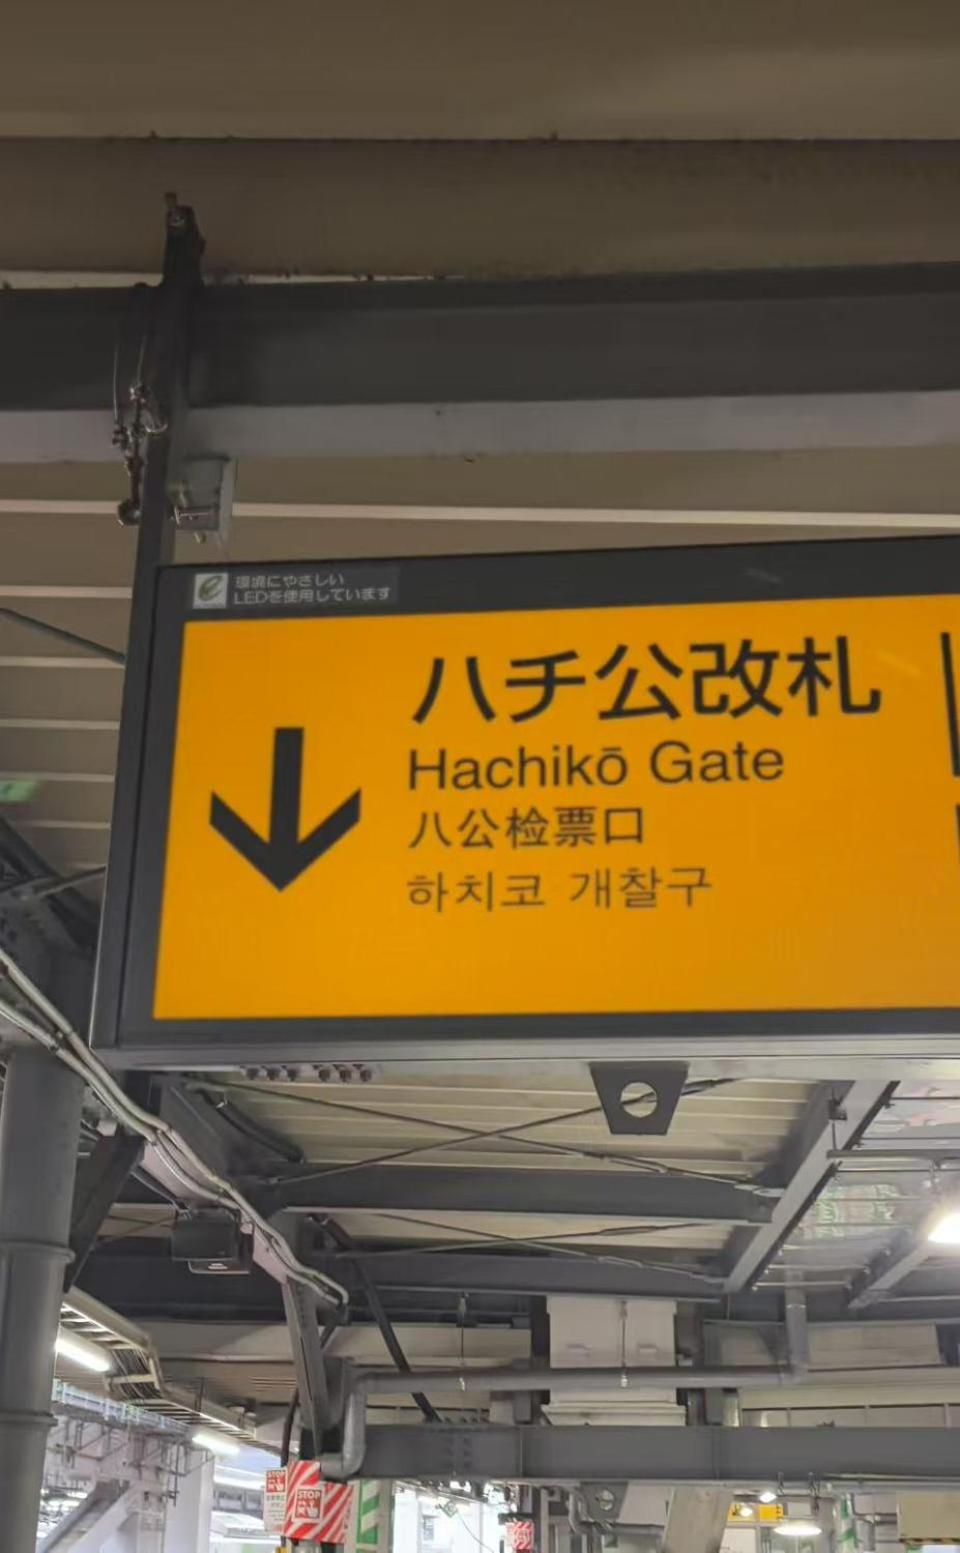 環境にやさしい
LEDを使用しています
ハチ公改札
Hachikō Gate
八公检票口
하치코 개찰구
STOP
STOP